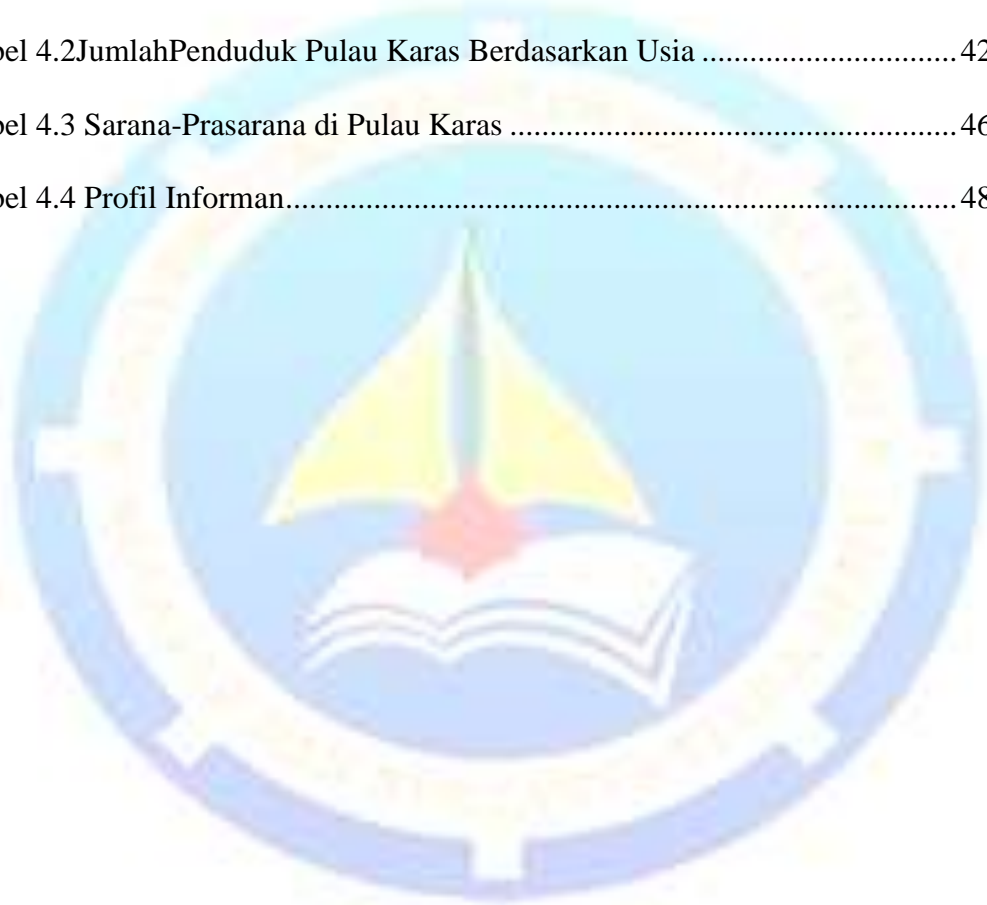 bel 4.2JumlahPenduduk Pulau Karas Berdasarkan Usia ............................... 42
bel 4.3 Sarana-Prasarana di Pulau Karas ...................................................... 46
bel 4.4 Profil Informan................................................................................. 48